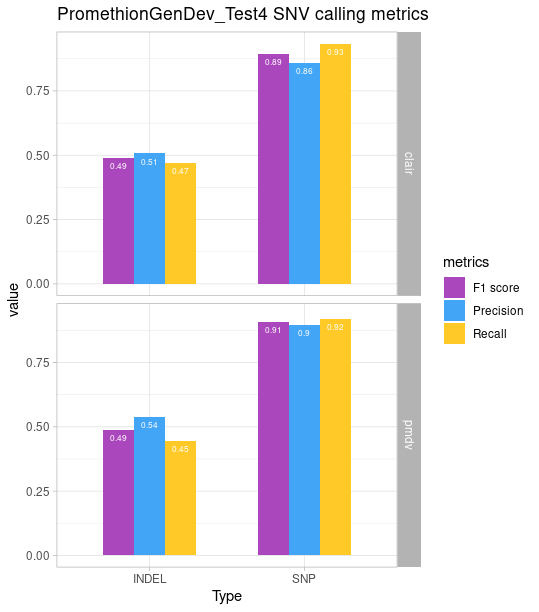 PromethionGenDev_Test4 SNV calling metrics
0.75
0.50
0.25
0.00
0.49
0.51
0.47
0.89
0.86
0.93
clair
value
0.75
0.50
0.25
0.00
0.49
0.54
0.45
0.91
0.9
0.92
pmdv
INDEL
SNP
Type
metrics
F1 score
Precision
Recall